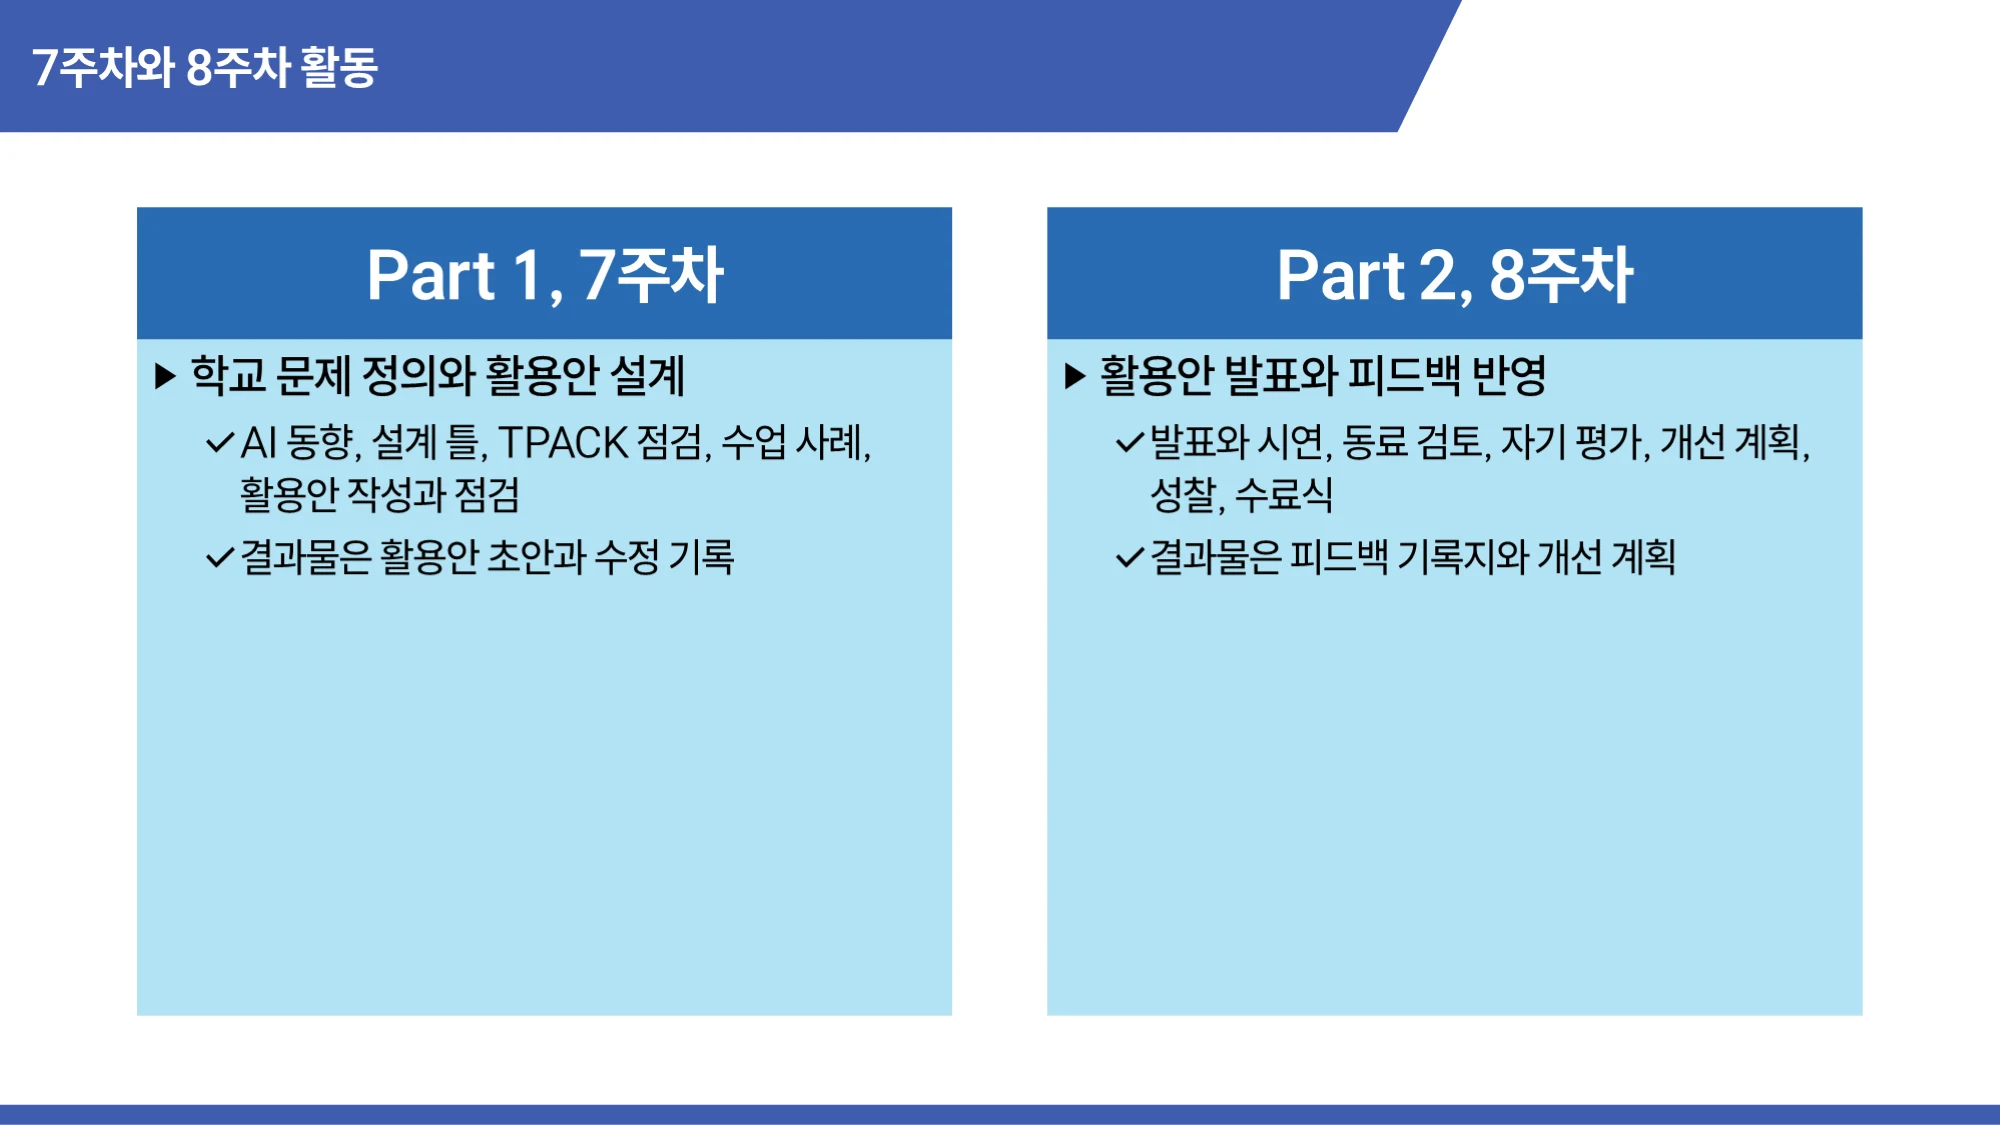 7주차와 8주차 활동
Part 1, 7주차
▶ 학교 문제 정의와 활용안 설계
✓ AI 동향, 설계 틀, TPACK 점검, 수업 사례,
활용안 작성과 점검
✓ 결과물은 활용안 초안과 수정 기록
Part 2, 8주차
▶ 활용안 발표와 피드백 반영
✓ 발표와 시연, 동료 검토, 자기 평가, 개선 계획,
성찰, 수료식
✓ 결과물은 피드백 기록지와 개선 계획